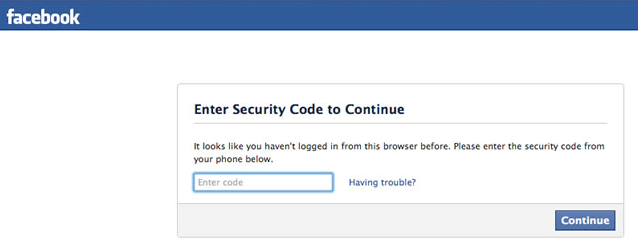 facebook
Enter Security Code to Continue
It looks like you haven't logged in from this browser before. Please enter the security code from
your phone below.
Enter code Having trouble?
Continue